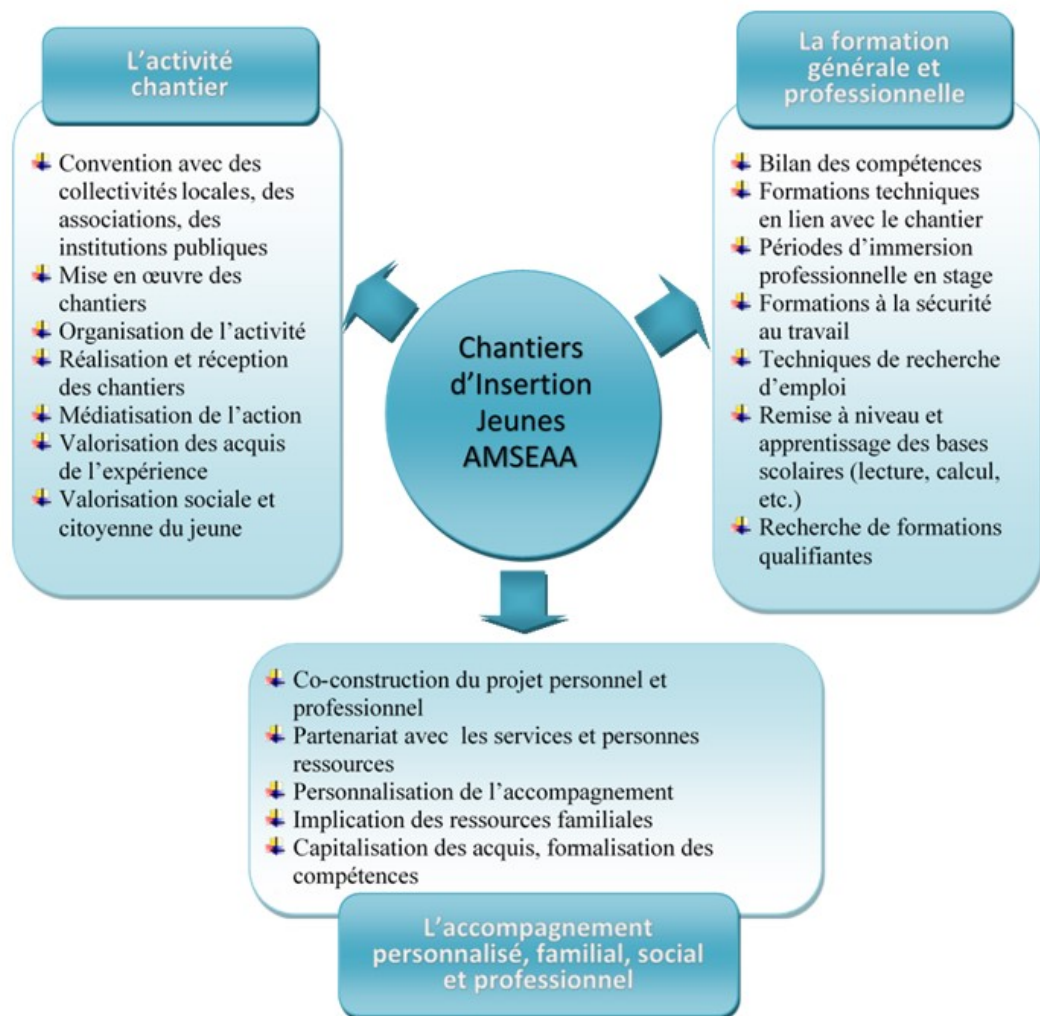 L'activité
chantier
Convention avec des
collectivités locales, des
associations, des
institutions publiques
Mise en œuvre des
chantiers
Organisation de l'activité
Réalisation et réception
des chantiers
Médiatisation de l'action
Valorisation des acquis
de l'expérience
Valorisation sociale et
citoyenne du jeune
Chantiers
d'Insertion
Jeunes
AMSEAA
La formation
générale et
professionnelle
Bilan des compétences
Formations techniques
en lien avec le chantier
Périodes d'immersion
professionnelle en stage
Formations à la sécurité
au travail
Techniques de recherche
d'emploi
Remise à niveau et
apprentissage des bases
scolaires (lecture, calcul,
etc.)
Recherche de formations
qualifiantes
Co-construction du projet personnel et
professionnel
Partenariat avec les services et personnes
ressources
Personnalisation de l'accompagnement
Implication des ressources familiales
Capitalisation des acquis, formalisation des
compétences
L'accompagnement
personnalisé, familial, social
et professionnel